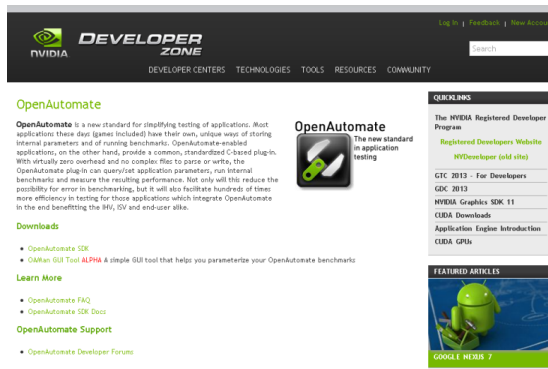 Log In | Feedback | New Accou
NVIDIA
DEVELOPER
ZONE
Search
DEVELOPER CENTERS TECHNOLOGIES TOOLS RESOURCES COMMUNITY
OpenAutomate
OpenAutomate is a new standard for simplifying testing of applications. Most
applications these days (games included) have their own, unique ways of storing
internal parameters and of running benchmarks. OpenAutomate-enabled
applications, on the other hand, provide a common, standardized C-based plug-in.
With virtually zero overhead and no complex files to parse or write, the
OpenAutomate plug-in can query/set application parameters, run internal
benchmarks and measure the resulting performance. Not only will this reduce the
possibility for error in benchmarking, but it will also facilitate hundreds of times
more efficiency in testing for those applications which integrate OpenAutomate
in the end benefitting the IHV, ISV and end-user alike.
OpenAutomate
The new standard
in application
testing
Downloads
OpenAutomate SDK
OAMan GUI Tool ALPHA A simple GUI tool that helps you parameterize your OpenAutomate benchmarks
Learn More
OpenAutomate FAQ
OpenAutomate SDK Docs
OpenAutomate Support
OpenAutomate Developer Forums
QUICKLINKS
The NVIDIA Registered Developer
Program
Registered Developers Website
NVDeveloper (old site)
GTC 2013 - For Developers
GDC 2013
NVIDIA Graphics SDK 11
CUDA Downloads
Application Engine Introduction
CUDA GPUs
FEATURED ARTICLES
GOOGLE NEXUS 7